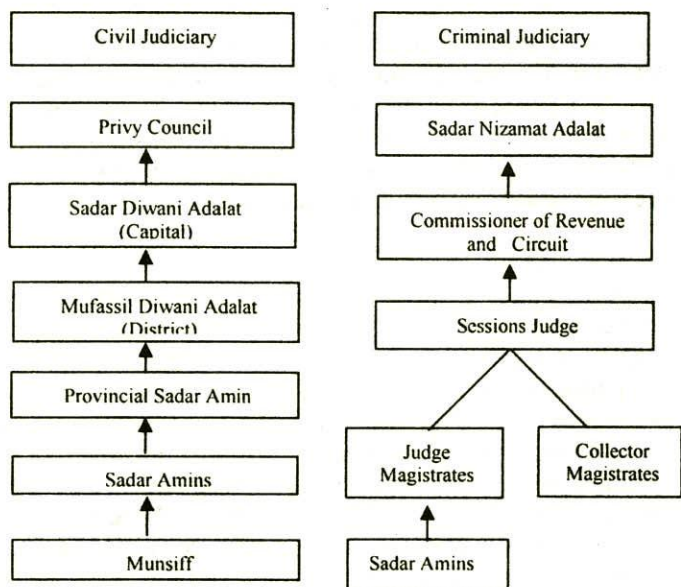 Civil Judiciary
Privy Council
Sadar Diwani Adalat
(Capital)
Mufassil Diwani Adalat
(District)
Provincial Sadar Amin
Sadar Amins
Munsiff
Criminal Judiciary
Sadar Nizamat Adalat
Commissioner of Revenue
and Circuit
Sessions Judge
Judge
Magistrates
Collector
Magistrates
Sadar Amins